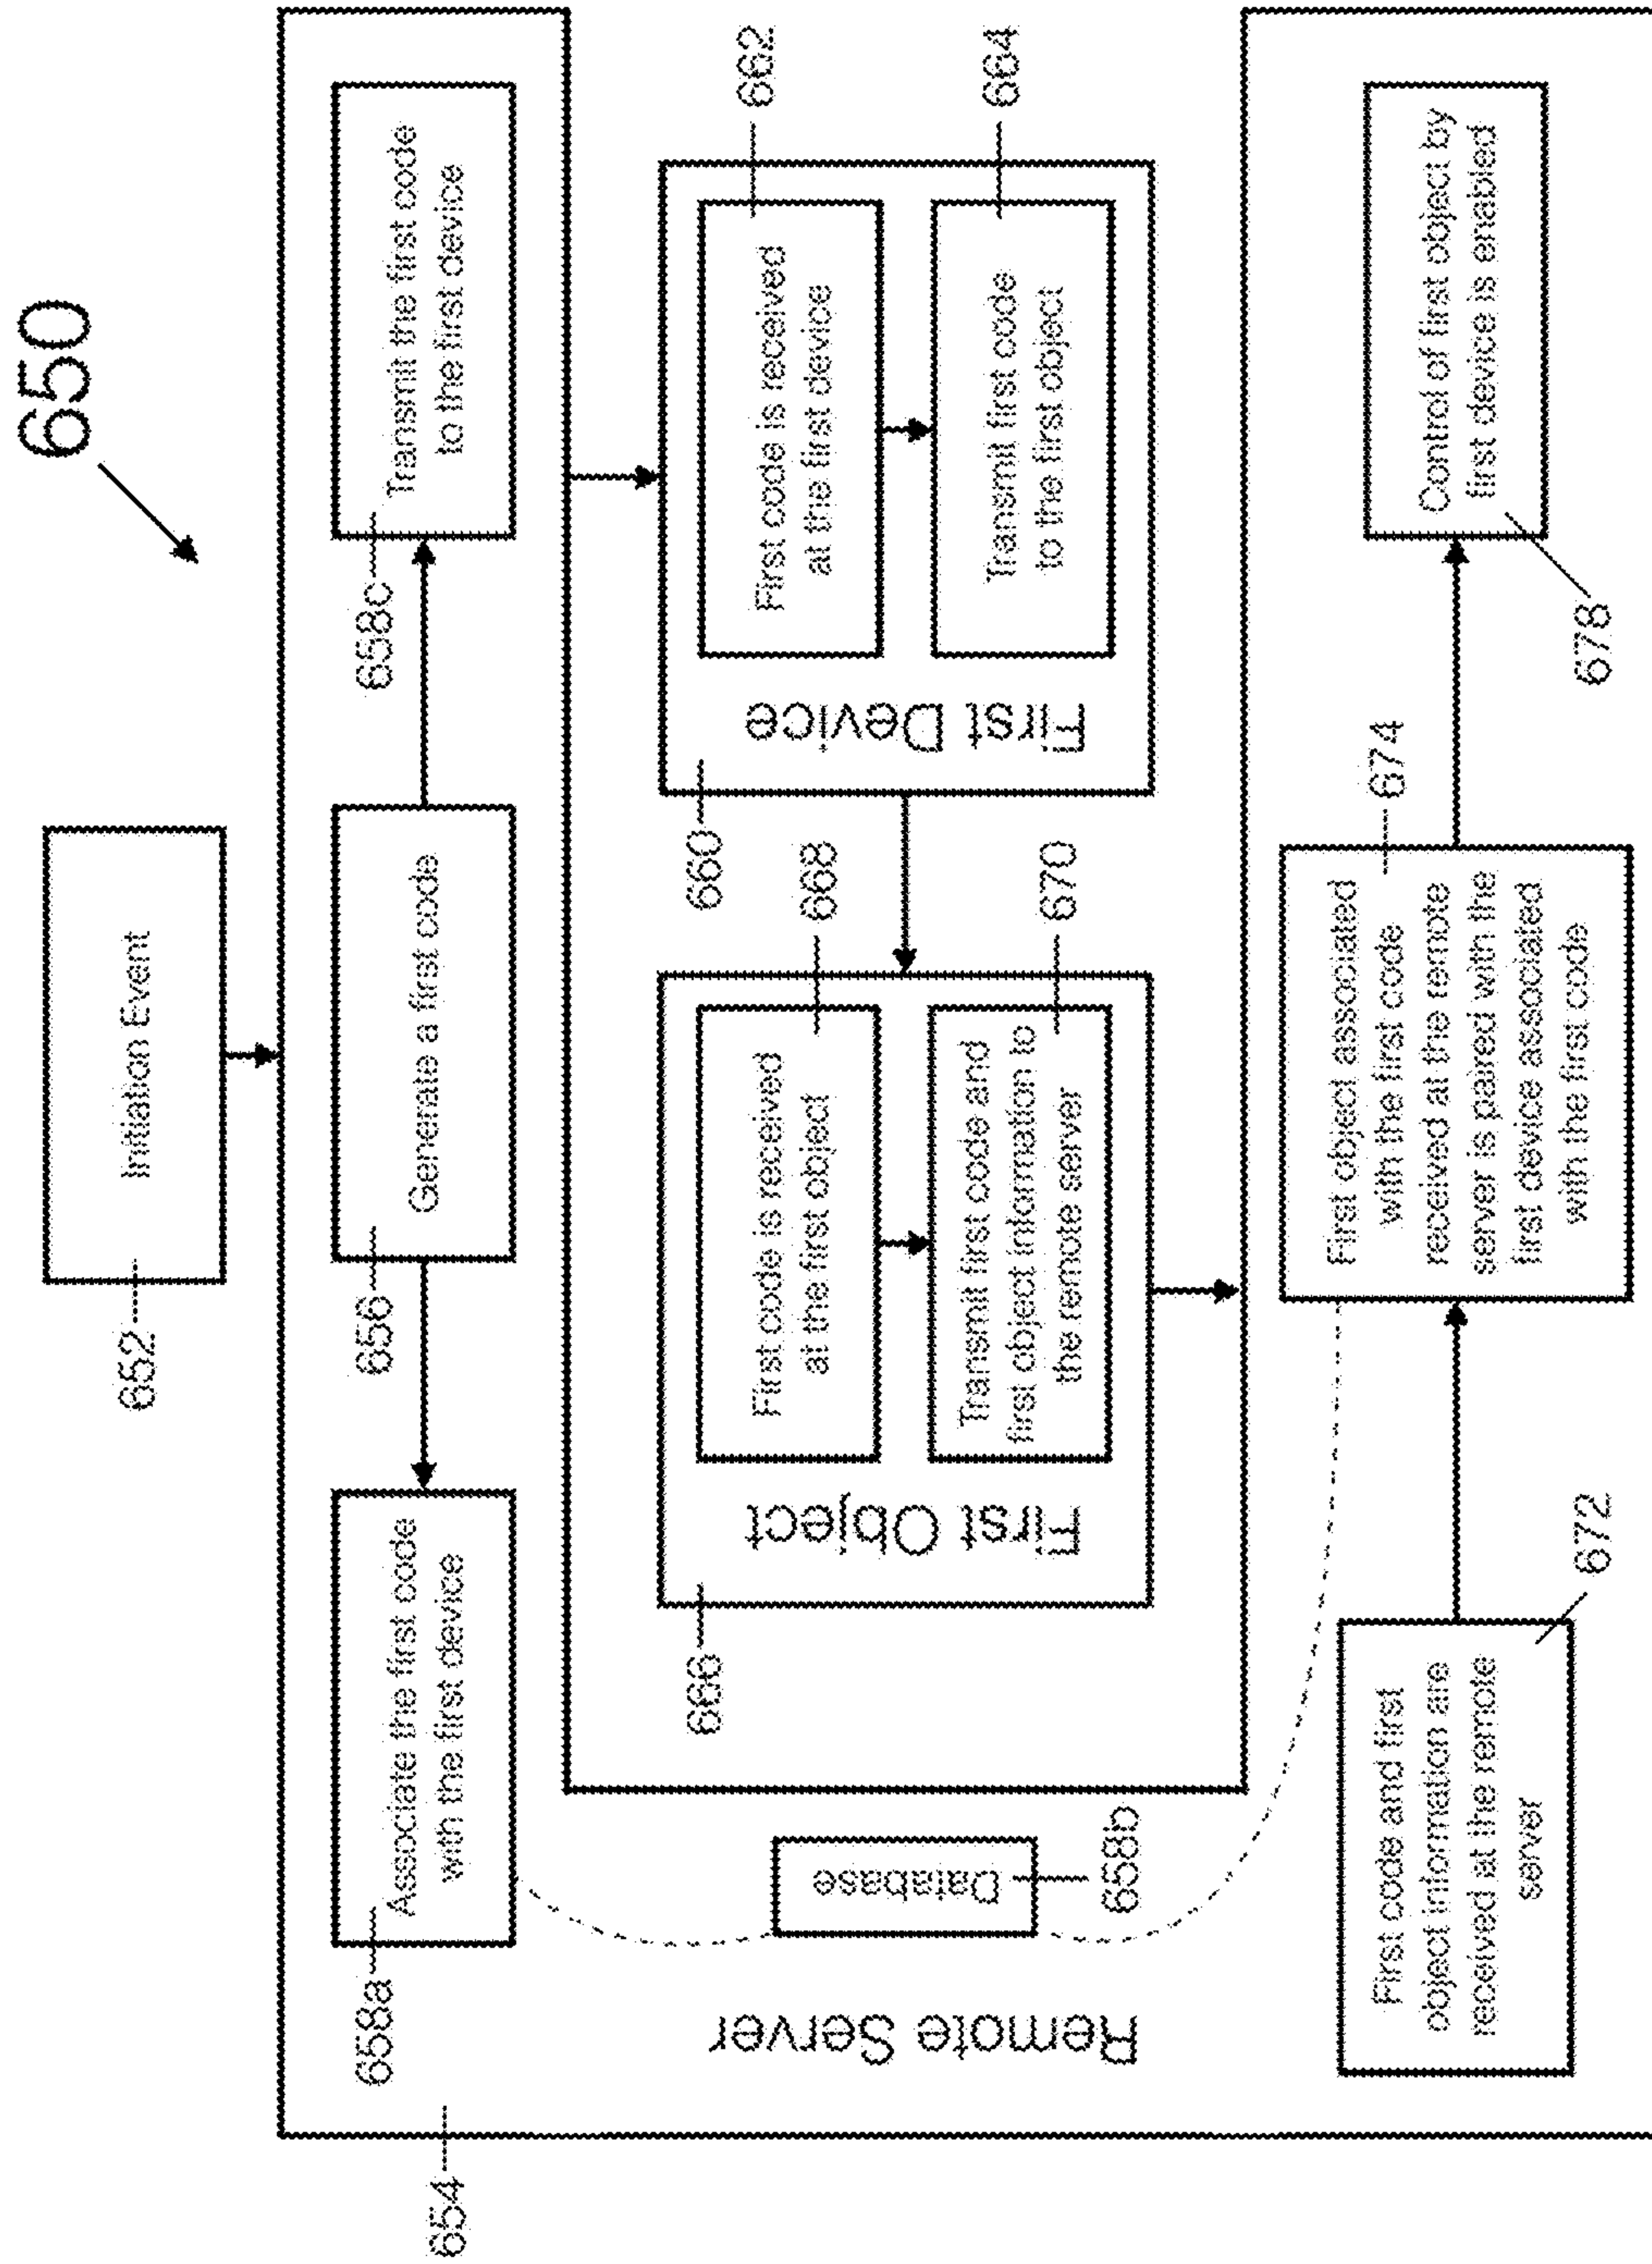 650
652
Initiation Event
654
Remote Server
658a
Associate the first code
with the first device
656
Generate a first code
658c
Transmit the first code
to the first device
Database
658b
660
First Device
662
First code is received
at the first device
664
Transmit first code
to the first object
666
First Object
668
First code is received
at the first object
670
Transmit first code and
first object information to
the remote server
672
First code and first
object information are
received at the remote
server
674
First object associated
with the first code
received at the remote
server is paired with the
first device associated
with the first code
678
Control of first object by
first device is enabled